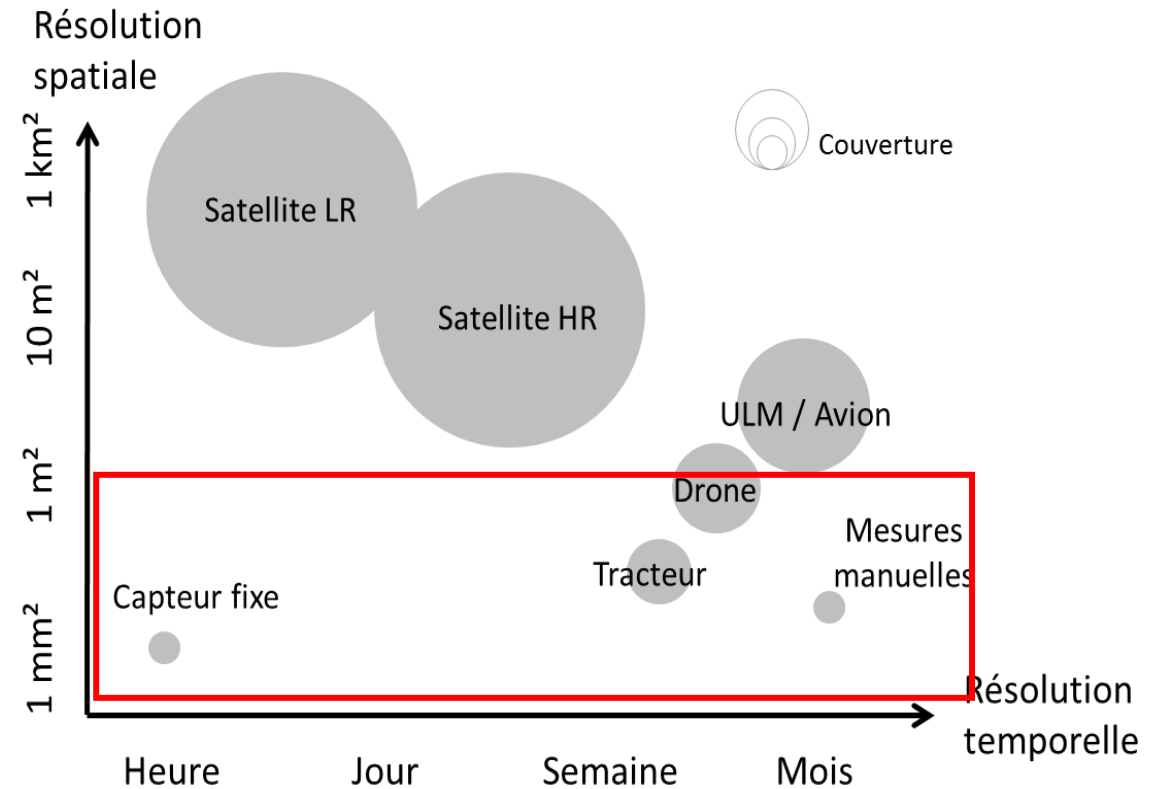 Résolution
spatiale
1 km²
10 m²
1 m²
1 mm²
Satellite LR
Satellite HR
Couverture
ULM / Avion
Drone
Mesures
manuelles
Tracteur
Capteur fixe
Résolution
temporelle
Heure Jour Semaine Mois